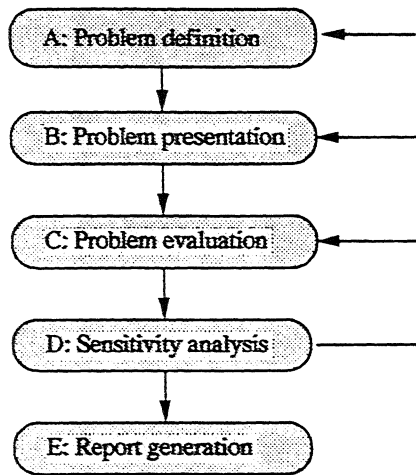 A: Problem definition
B: Problem presentation
C: Problem evaluation
D: Sensitivity analysis
E: Report generation